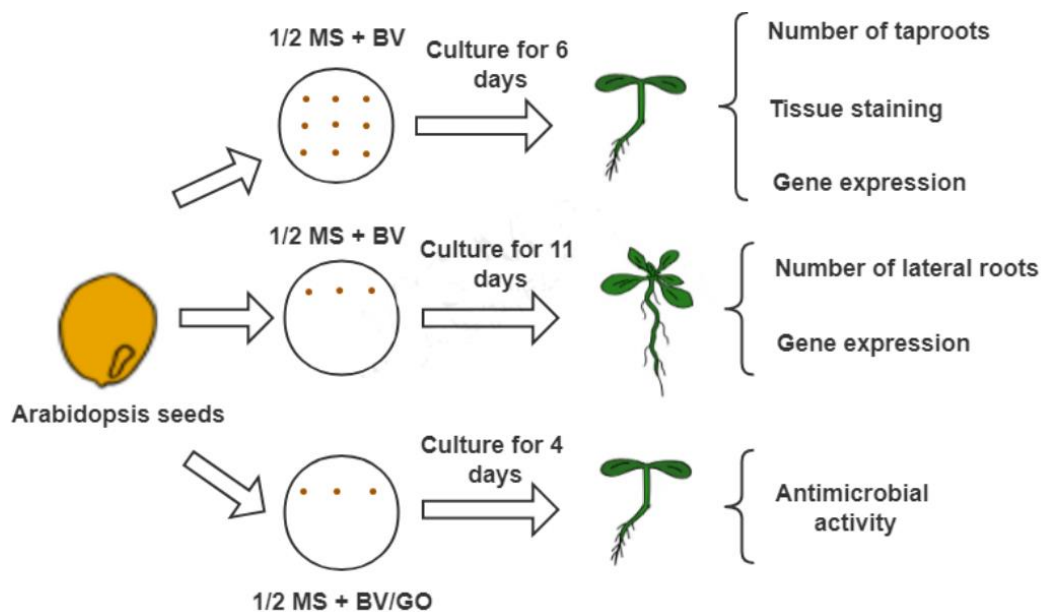 1/2 MS + BV
Culture for 6
days
Number of taproots
Tissue staining
Gene expression
1/2 MS + BV
Culture for 11
days
Number of lateral roots
Gene expression
Arabidopsis seeds
Culture for 4
days
Antimicrobial
activity
1/2 MS + BV/GO